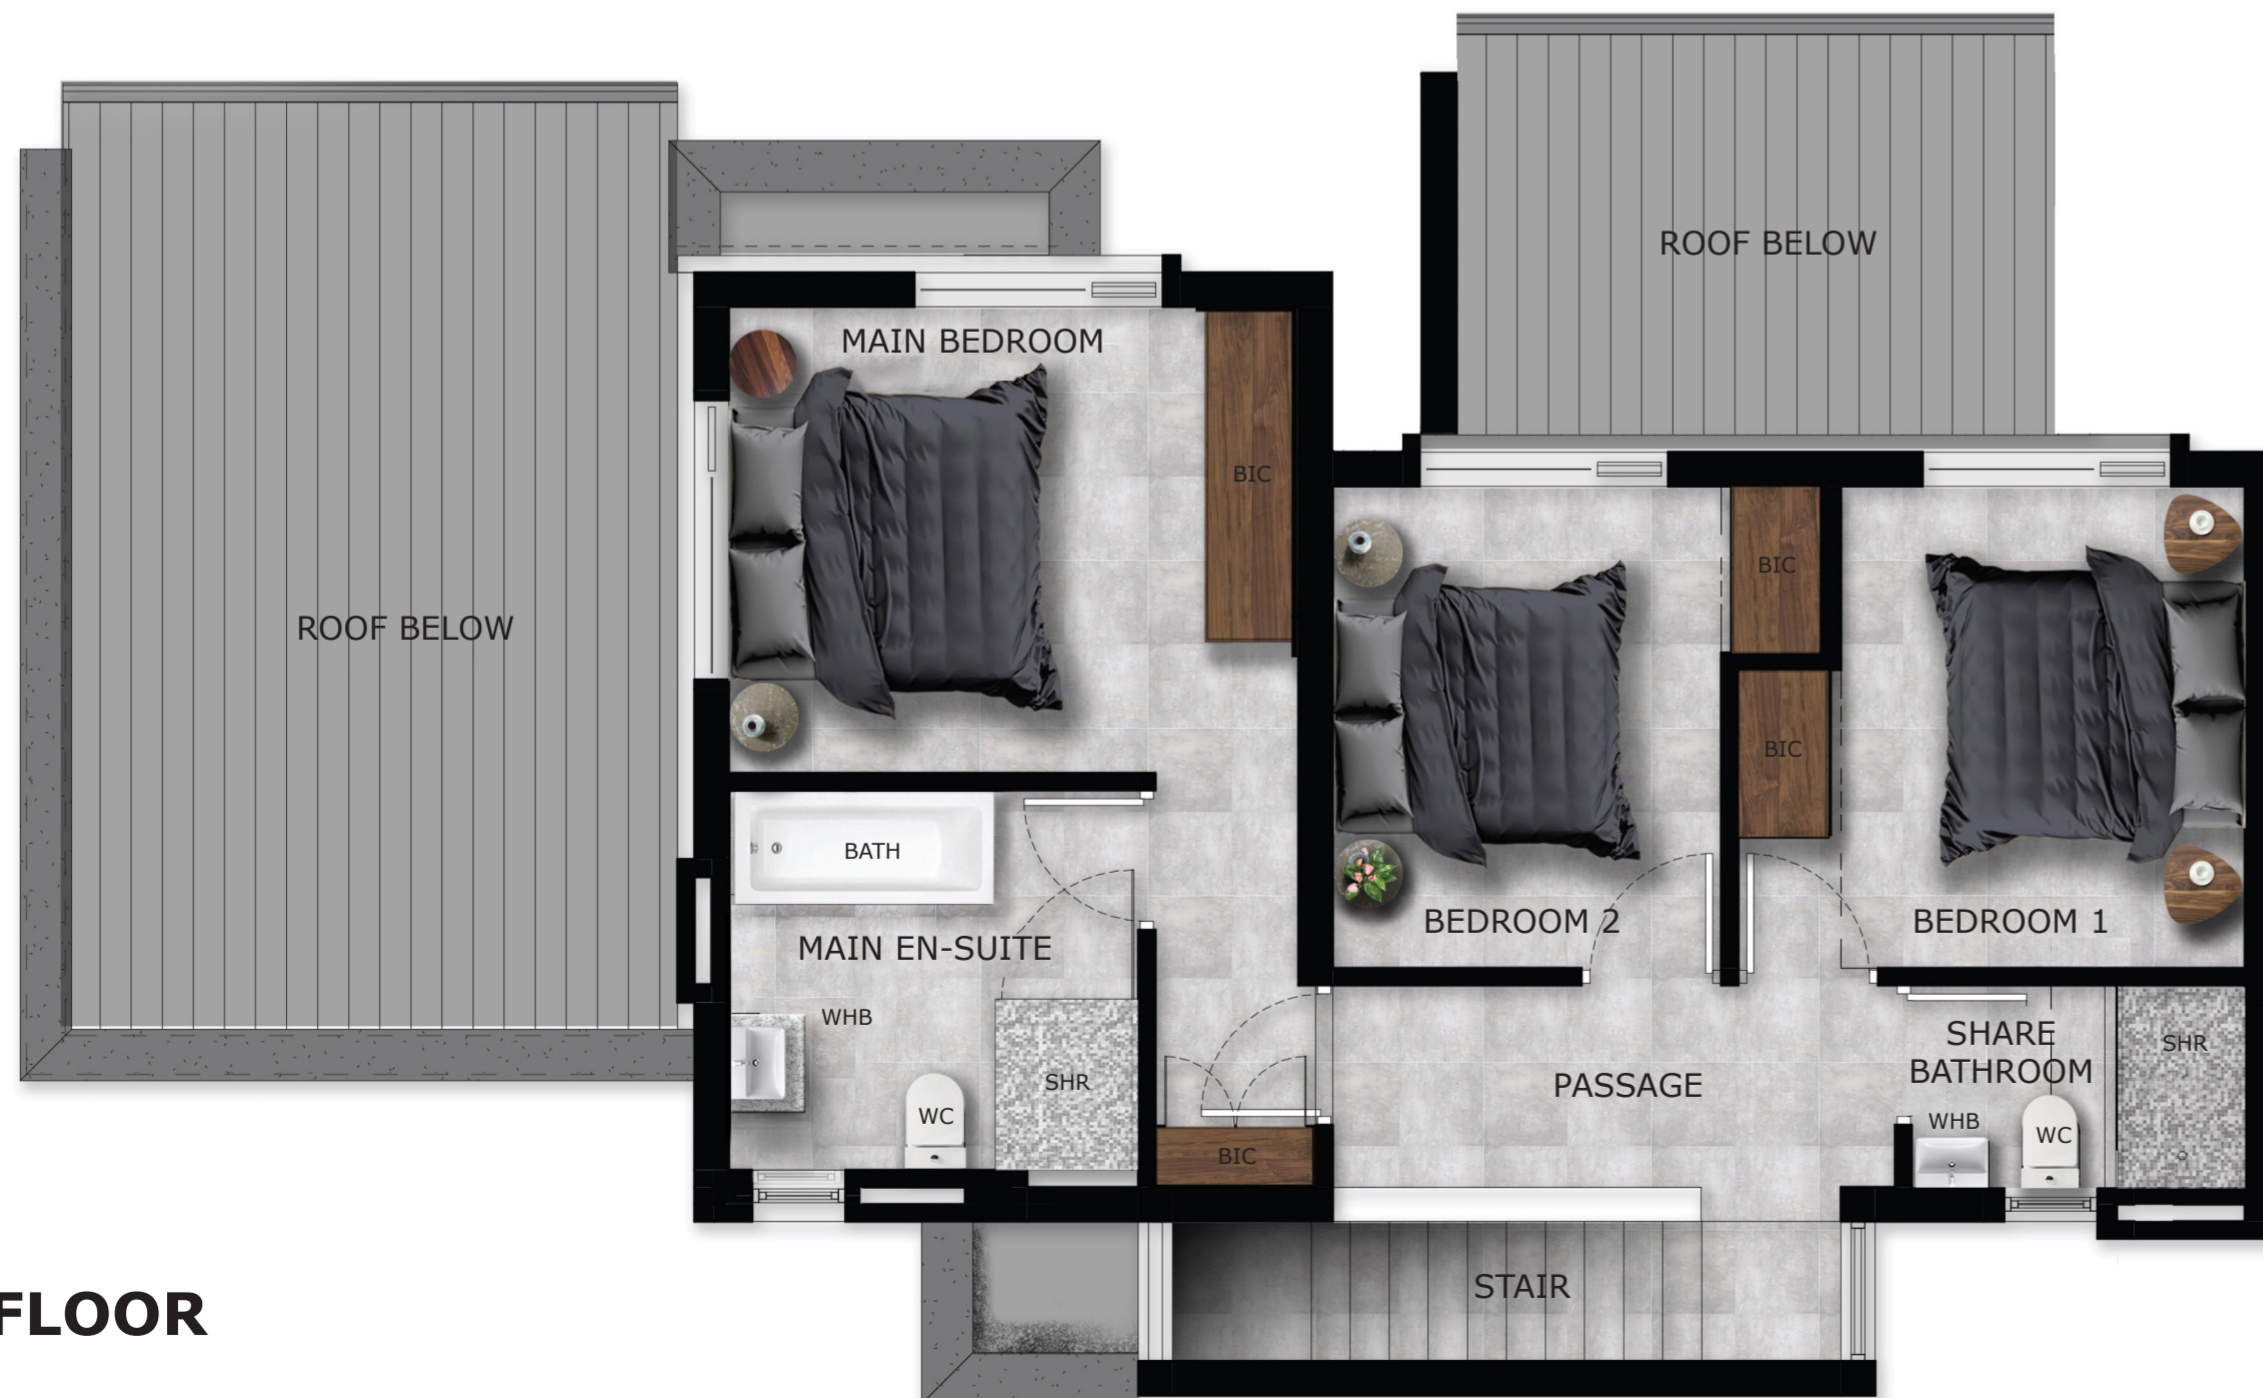 ROOF BELOW
MAIN BEDROOM
BIC
BIC
ROOF BELOW
BIC
BATH
BEDROOM 2
BEDROOM 1
MAIN EN-SUITE
WHB
SHARE
BATHROOM
SHR
SHR
PASSAGE
WC
WHB
WC
BIC
STAIR
FLOOR